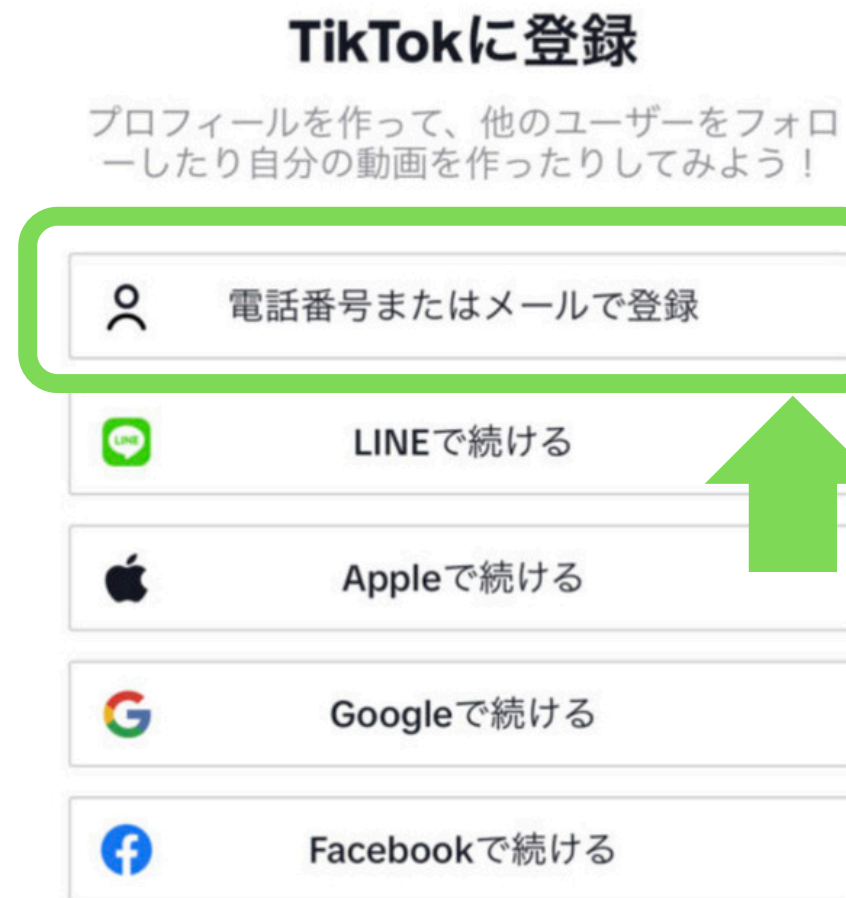 TikTokに登録
プロフィールを作って、他のユーザーをフォロ
ーしたり自分の動画を作ったりしてみよう！
電話番号またはメールで登録
LINE
LINEで続ける
Appleで続ける
Googleで続ける
Facebookで続ける